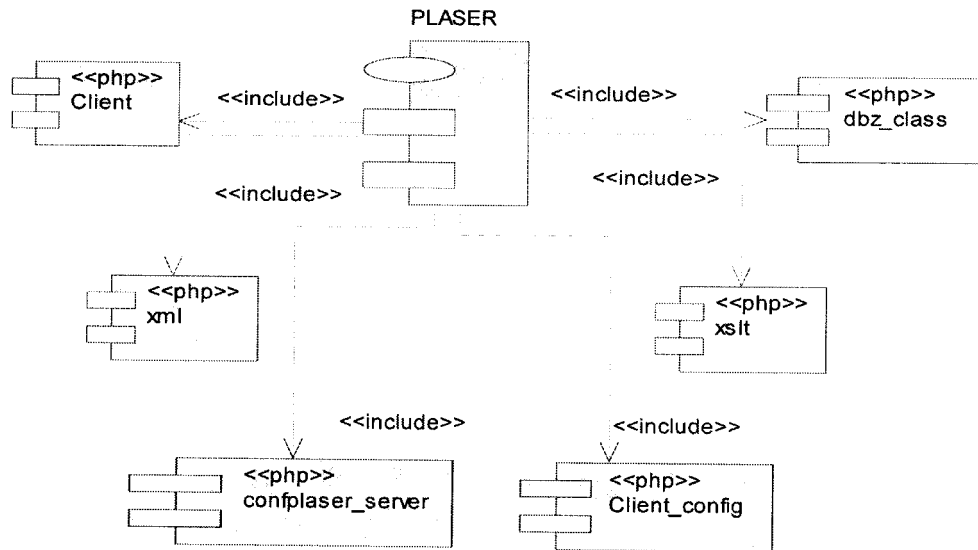 PLASER
<<php>>
Client
<<include>>
<<include>>
<<php>>
dbz_class
<<include>>
<<include>>
<<php>>
xml
<<php>>
xslt
<<include>>
<<include>>
<<php>>
confplaser_server
<<php>>
Client_config